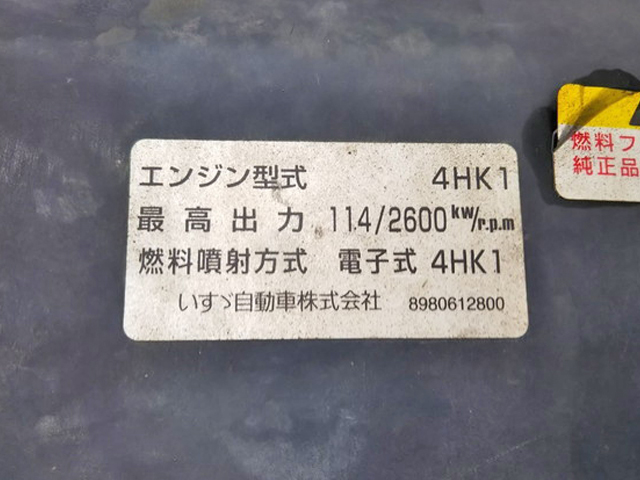 エンジン型式 4HK1
最高出力 114/2600kw/r.p.m
燃料噴射方式 電子式 4HK1
いすゞ自動車株式会社 8980612800
燃料フ
純正品